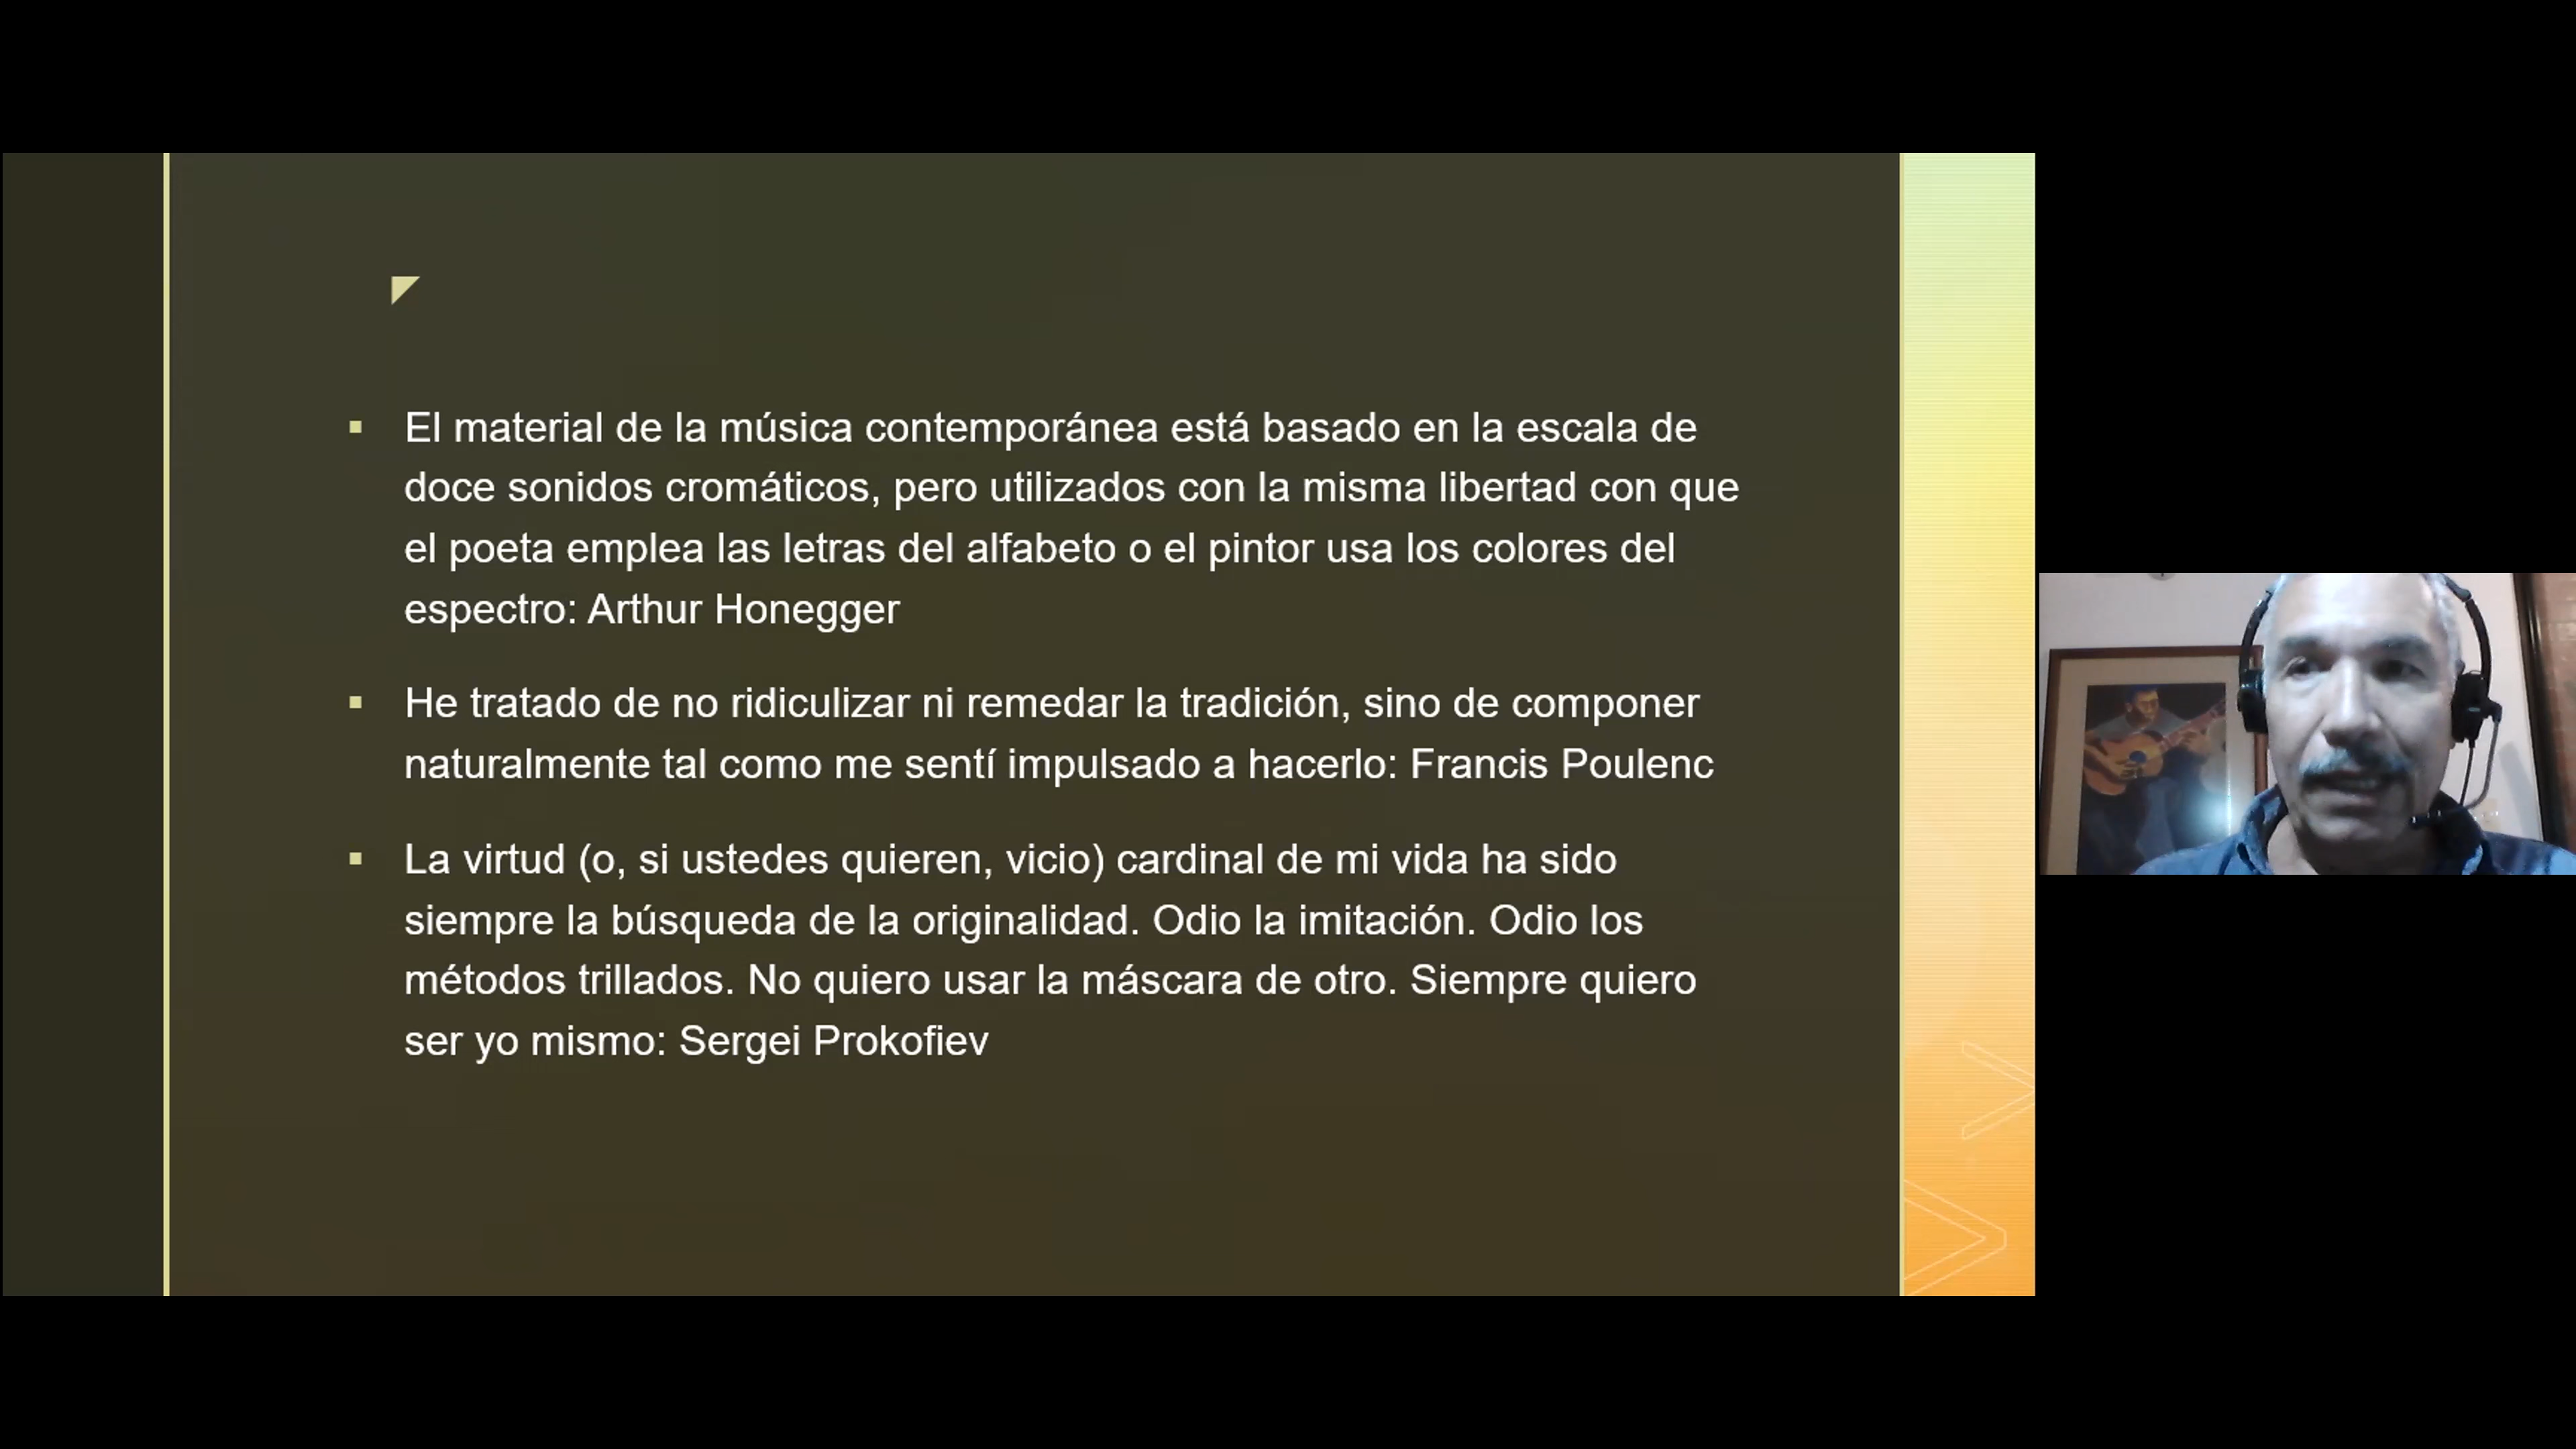 El material de la música contemporánea está basado en la escala de
doce sonidos cromáticos, pero utilizados con la misma libertad con que
el poeta emplea las letras del alfabeto o el pintor usa los colores del
espectro: Arthur Honegger
He tratado de no ridiculizar ni remedar la tradición, sino de componer
naturalmente tal como me sentí impulsado a hacerlo: Francis Poulenc
La virtud (o, si ustedes quieren, vicio) cardinal de mi vida ha sido
siempre la búsqueda de la originalidad. Odio la imitación. Odio los
métodos trillados. No quiero usar la máscara de otro. Siempre quiero
ser yo mismo: Sergei Prokofiev